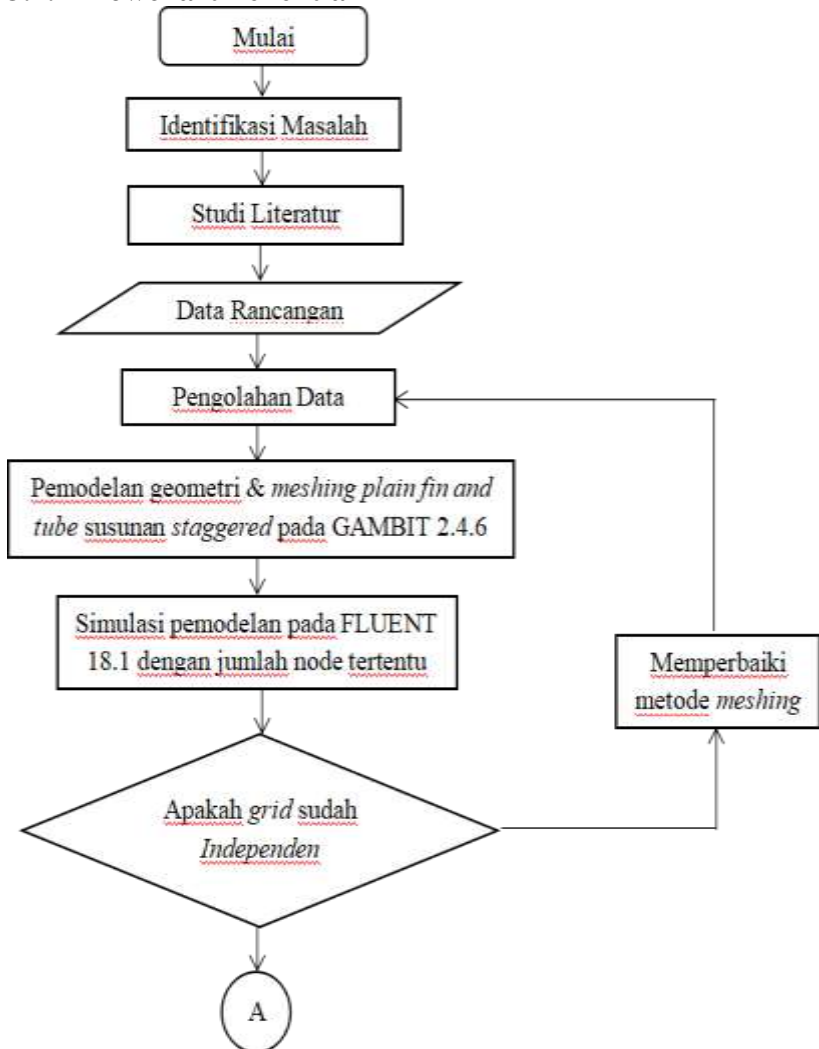 Mulai
Identifikasi Masalah
Studi Literatur
Data Rancangan
Pengolahan Data
Pemodelan geometri & meshing plain fin and
tube susunan staggered pada GAMBIT 2.4.6
Simulasi pemodelan pada FLUENT
18.1 dengan jumlah node tertentu
Memperbaiki
metode meshing
Apakah grid sudah
Independen
A